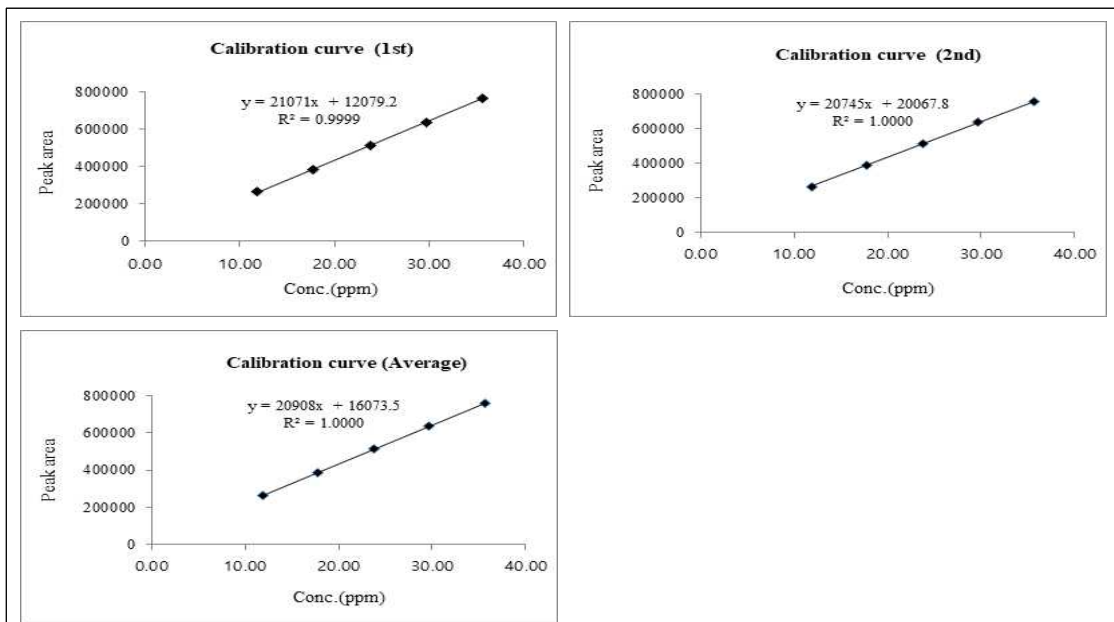 Calibration curve (1st)
y = 21071x + 12079.2
R² = 0.9999
800000
600000
400000
200000
0
Peak area
0.00 10.00 20.00 30.00 40.00
Conc.(ppm)
Calibration curve (2nd)
y = 20745x + 20067.8
R² = 1.0000
800000
600000
400000
200000
0
Peak area
0.00 10.00 20.00 30.00 40.00
Conc.(ppm)
Calibration curve (Average)
y = 20908x + 16073.5
R² = 1.0000
800000
600000
400000
200000
0
Peak area
0.00 10.00 20.00 30.00 40.00
Conc.(ppm)